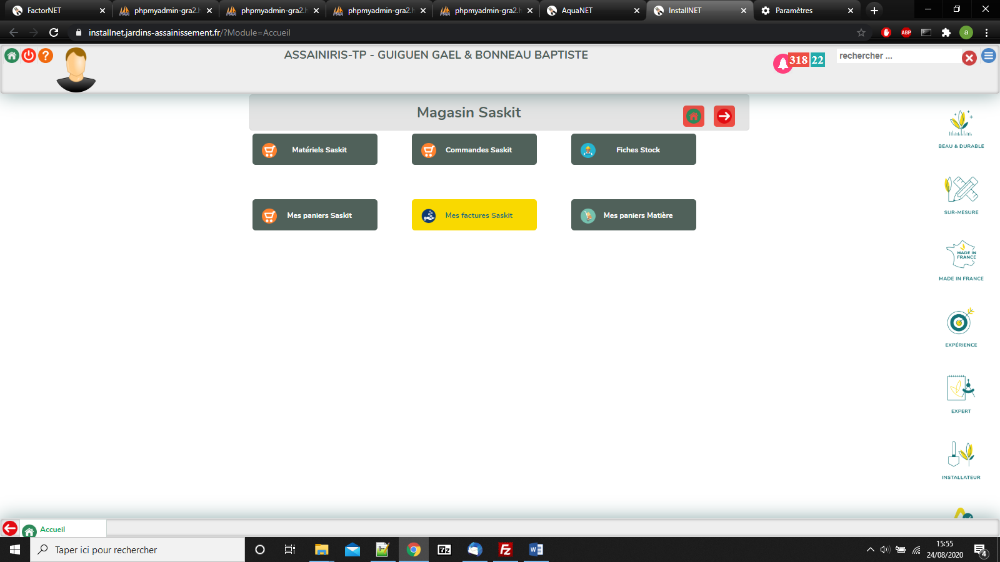 FactorNET
phpmyadmin-gra2.h
phpmyadmin-gra2.h
phpmyadmin-gra2.h
phpmyadmin-gra2.h
AquaNET
InstallNET
Paramètres
installnet.jardins-assainissement.fr/?Module=Accueil
ABP
a
?
ASSAINIRIS-TP - GUIGUEN GAEL & BONNEAU BAPTISTE
318 22
rechercher ...
Magasin Saskit
Matériels Saskit
Commandes Saskit
Fiches Stock
Mes paniers Saskit
Mes factures Saskit
Mes paniers Matière
BEAU & DURABLE
SUR-MESURE
MADE IN
FRANCE
MADE IN FRANCE
EXPÉRIENCE
EXPERT
INSTALLATEUR
Accueil
Taper ici pour rechercher
7z
Fz
W
15:55
24/08/2020
4